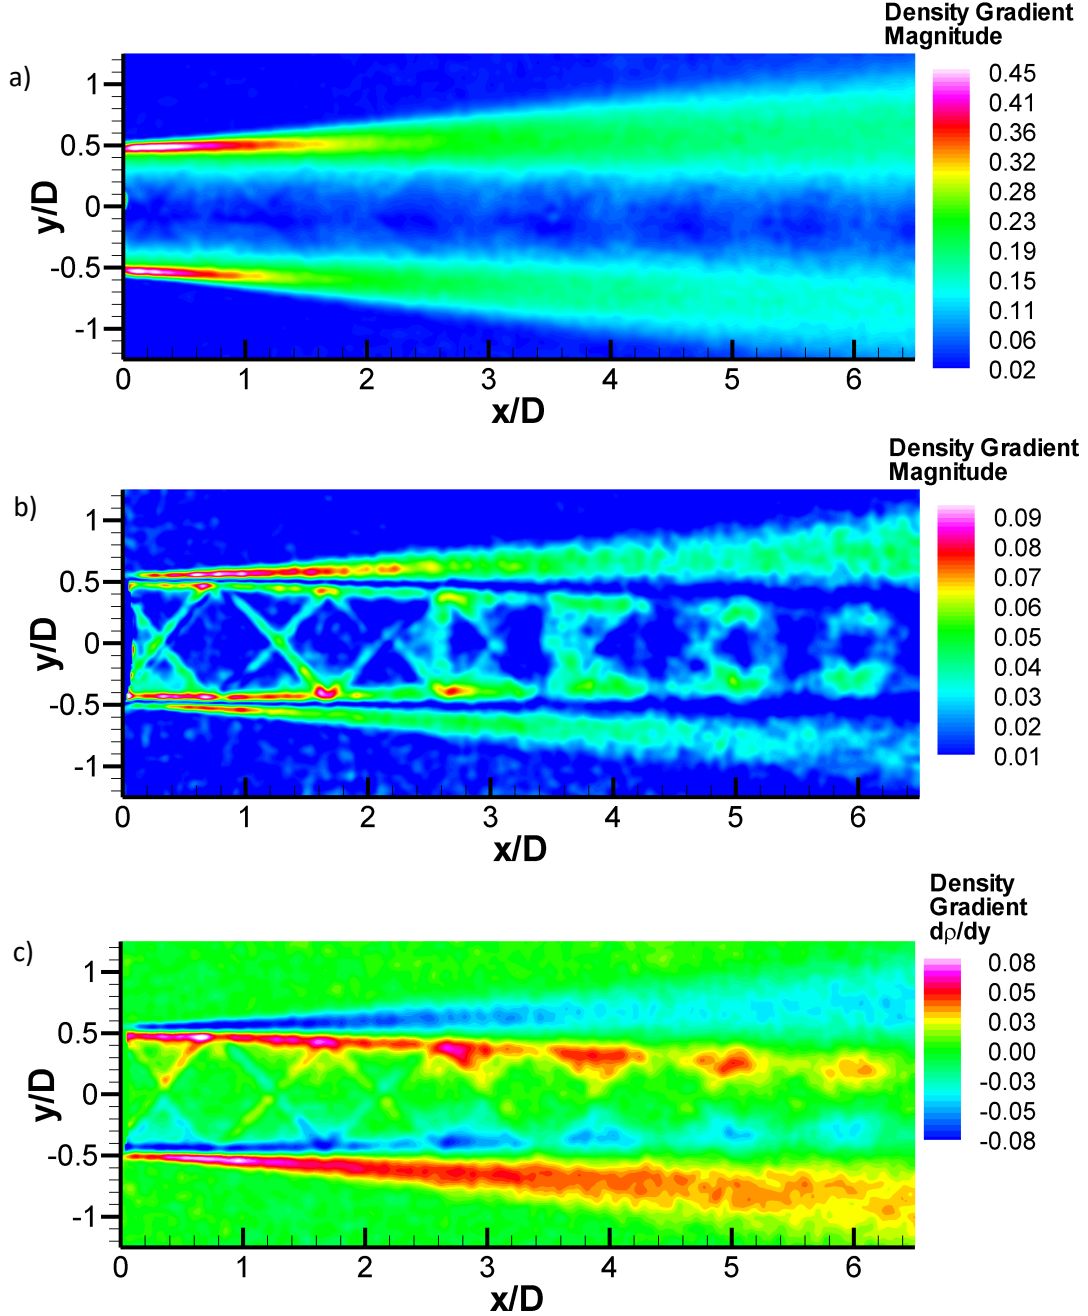 Density Gradient
Magnitude
a)
1
0.5
0
-0.5
-1
y/D
0 1 2 3 4 5 6
x/D
0.45
0.41
0.36
0.32
0.28
0.23
0.19
0.15
0.11
0.06
0.02
Density Gradient
Magnitude
b)
1
0.5
0
-0.5
-1
y/D
0 1 2 3 4 5 6
x/D
0.09
0.08
0.07
0.06
0.05
0.04
0.03
0.02
0.01
Density
Gradient
dρ/dy
c)
1
0.5
0
-0.5
-1
y/D
0 1 2 3 4 5 6
x/D
0.08
0.05
0.03
0.00
-0.03
-0.05
-0.08